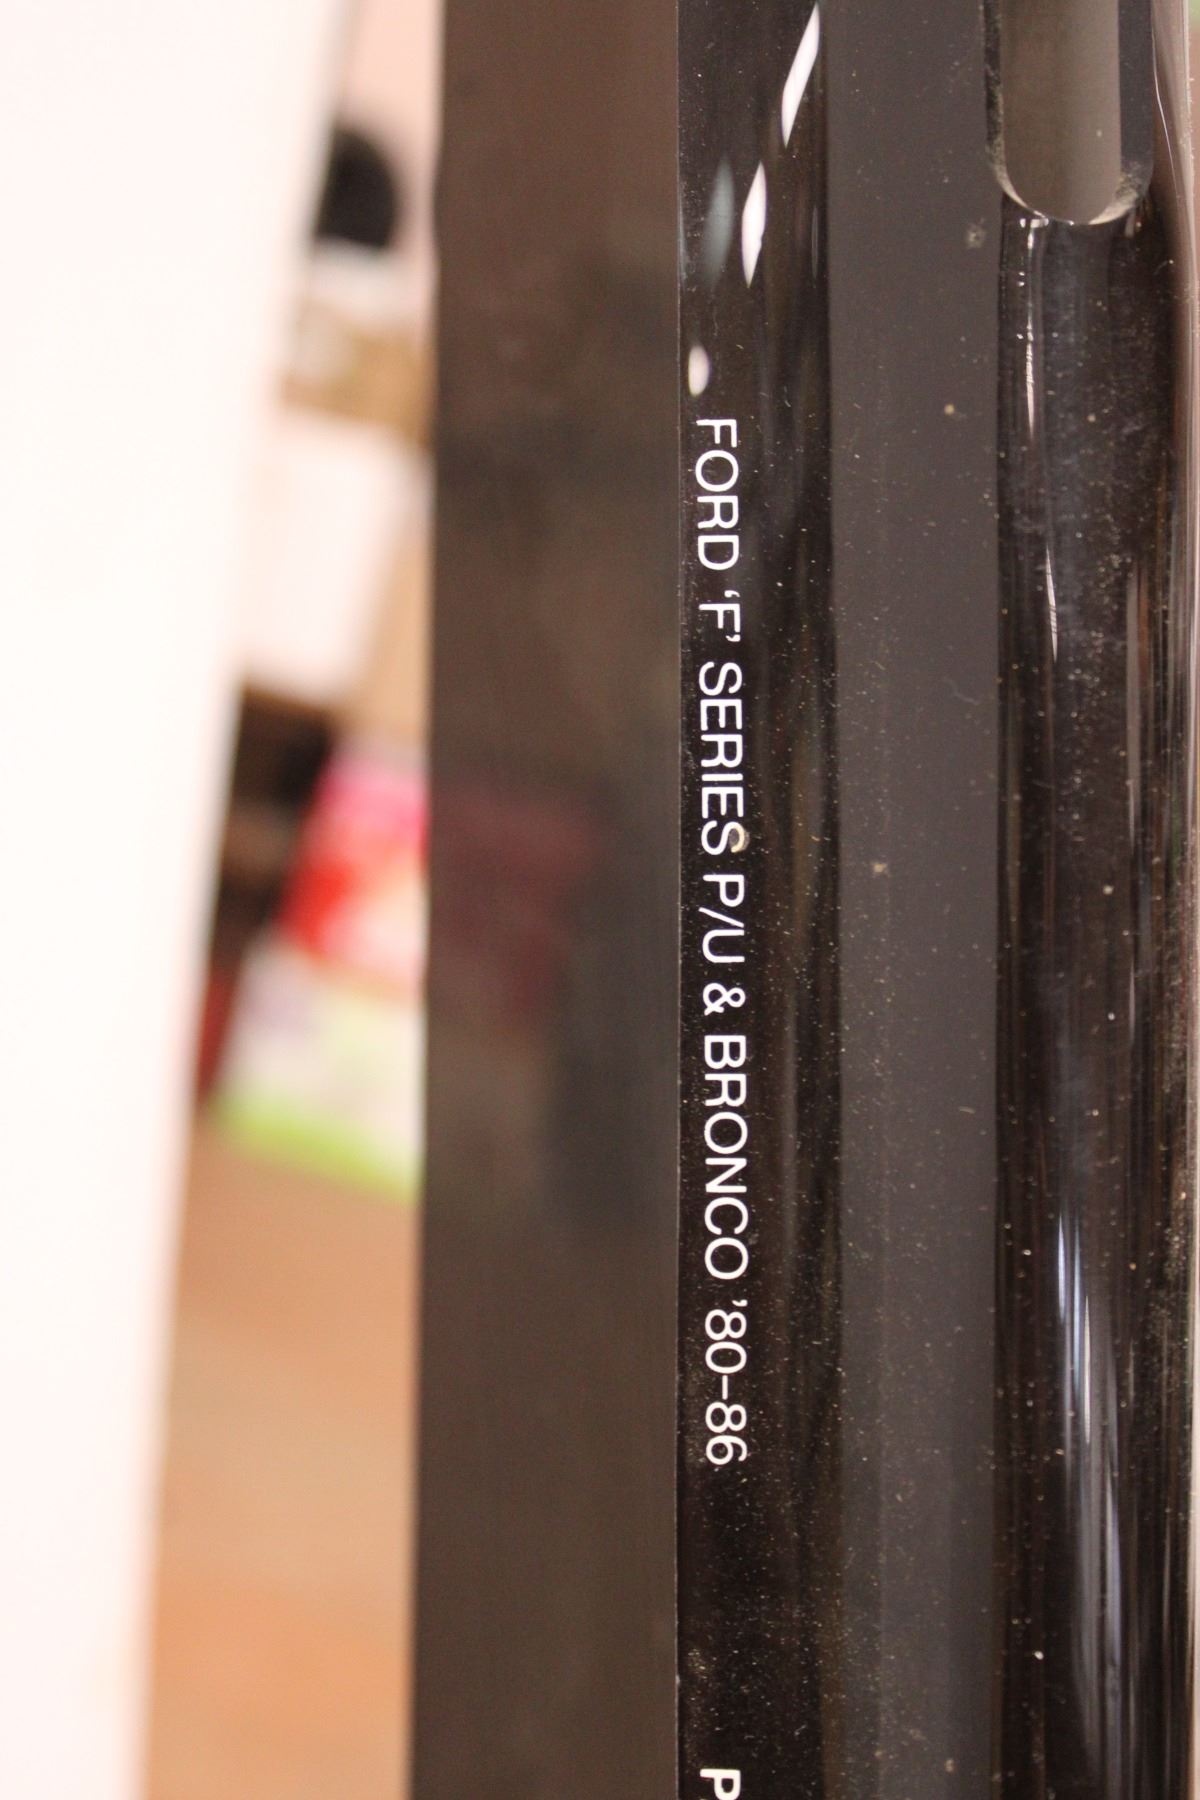 FORD ‘F’ SERIES P/U & BRONCO ’80–86
P